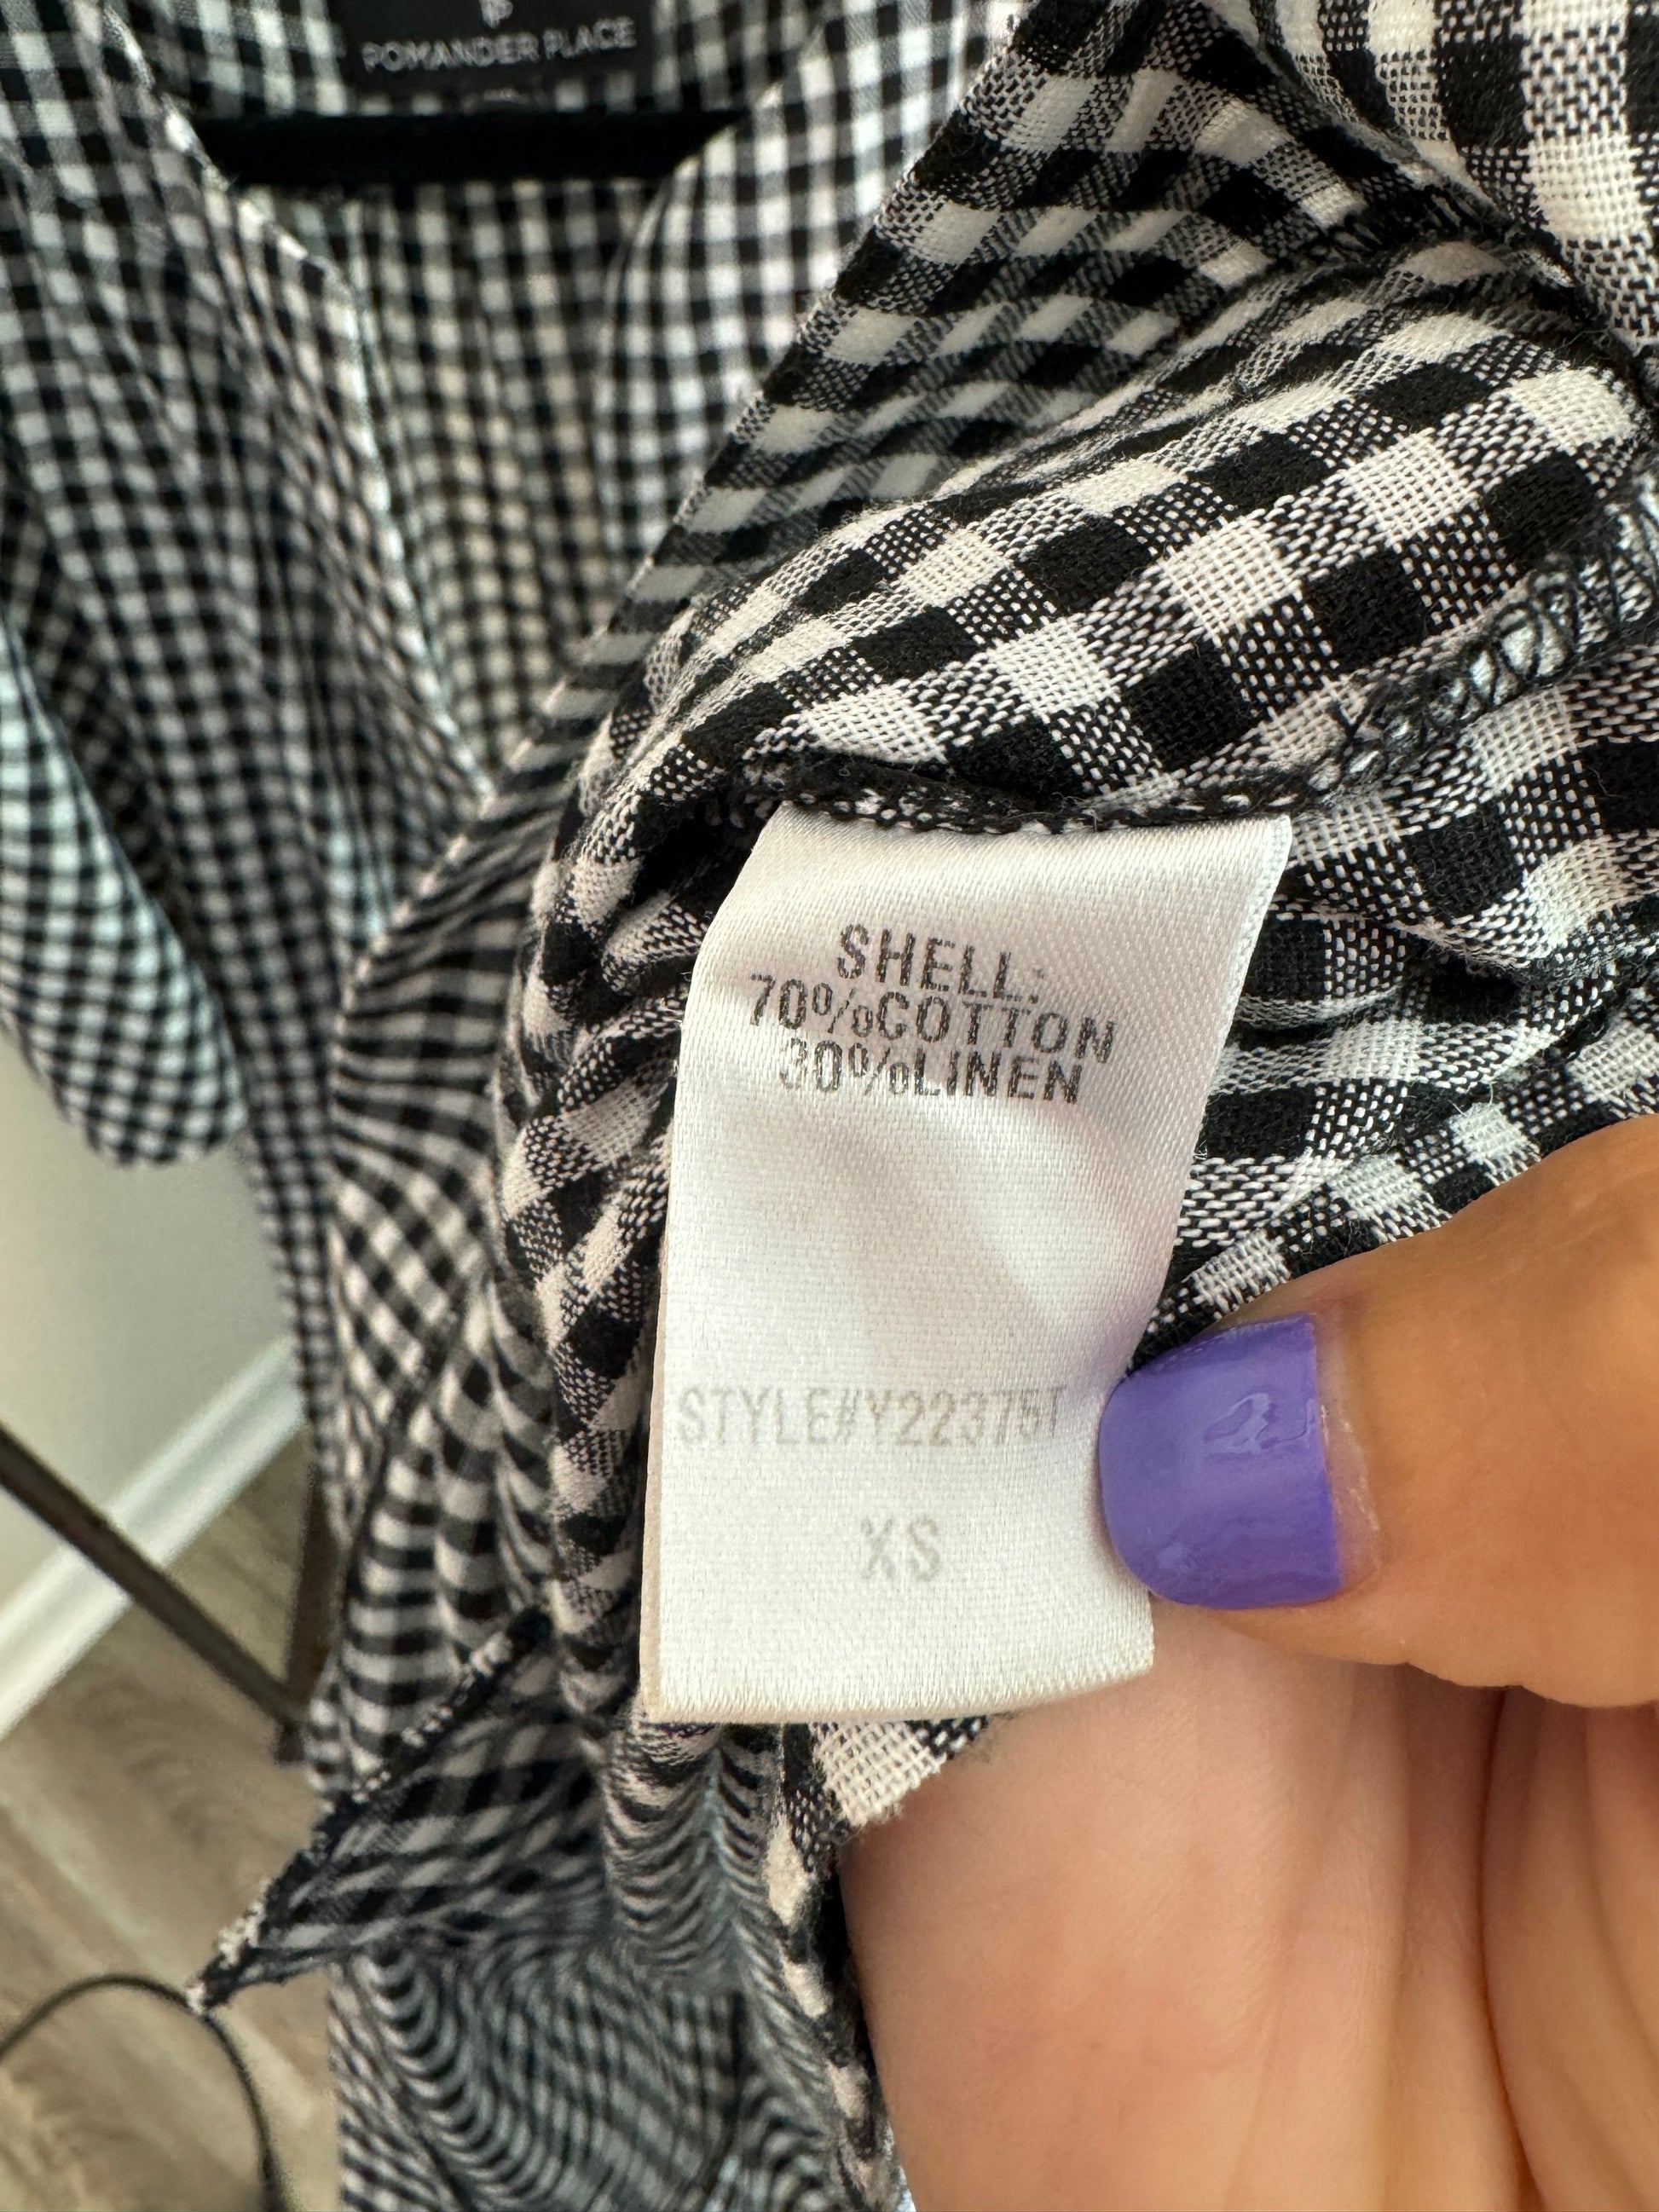 POMANDER PLACE
SHELL:
70%COTTON
30%LINEN
STYLE#Y22375T
XS